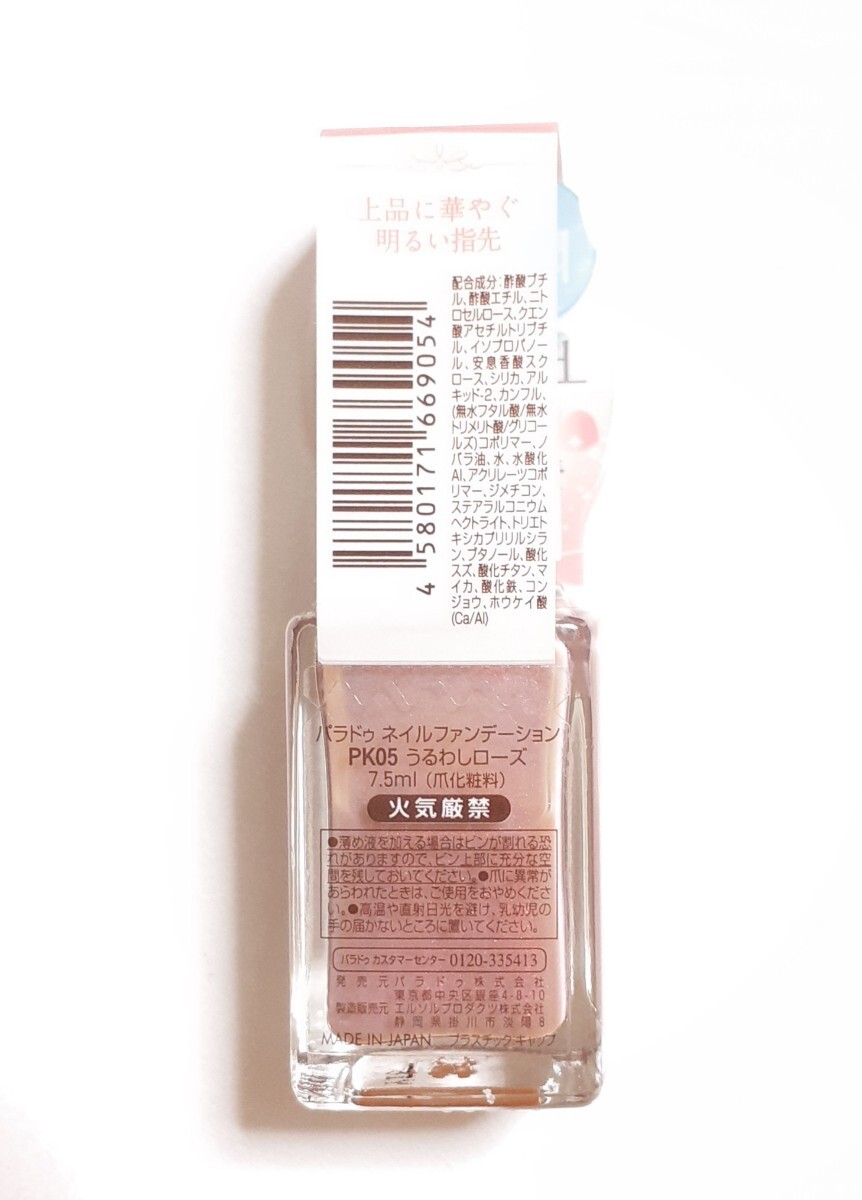 上品に華やぐ
明るい指先
配合成分：酢酸ブチ
ル、酢酸エチル、ニト
ロセルロース、クエン
酸アセチルトリブチ
ル、イソプロパノー
ル、安息香酸スク
ロース、シリカ、アル
キッド-2、カンフル、
(無水フタル酸/無水
トリメリト酸/グリコー
ルズ)コポリマー、ノ
バラ油、水、水酸化
Al、アクリレーツコポ
リマー、ジメチコン、
ステアラルコニウム
ヘクトライト、トリエト
キシカプリリルシラ
ン、ブタノール、酸化
スズ、酸化チタン、マ
イカ、酸化鉄、コン
ジョウ、ホウケイ酸
(Ca/Al)
4 580171 669054
パラドゥ ネイルファンデーション
PK05 うるわしローズ
7.5ml（爪化粧料）
火気厳禁
●薄め液を加える場合はビンが割れる恐
れがありますので、ビン上部に充分な空
間を残しておいてください。●爪に異常が
あらわれたときは、ご使用をおやめくださ
い。●高温や直射日光を避け、乳幼児の
手の届かないところに置いてください。
パラドゥ カスタマーセンター 0120-335413
発売元 パラドゥ株式会社
東京都中央区銀座4-8-10
製造販売元 エルソルプロダクツ株式会社
静岡県掛川市淡陽8
MADE IN JAPAN プラスチックキャップ